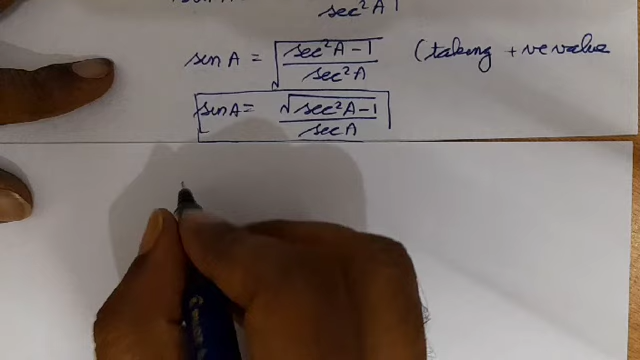 sec²A
sin A = √(sec²A - 1 / sec²A) (taking +ve value
sin A = √(sec²A - 1) / sec A